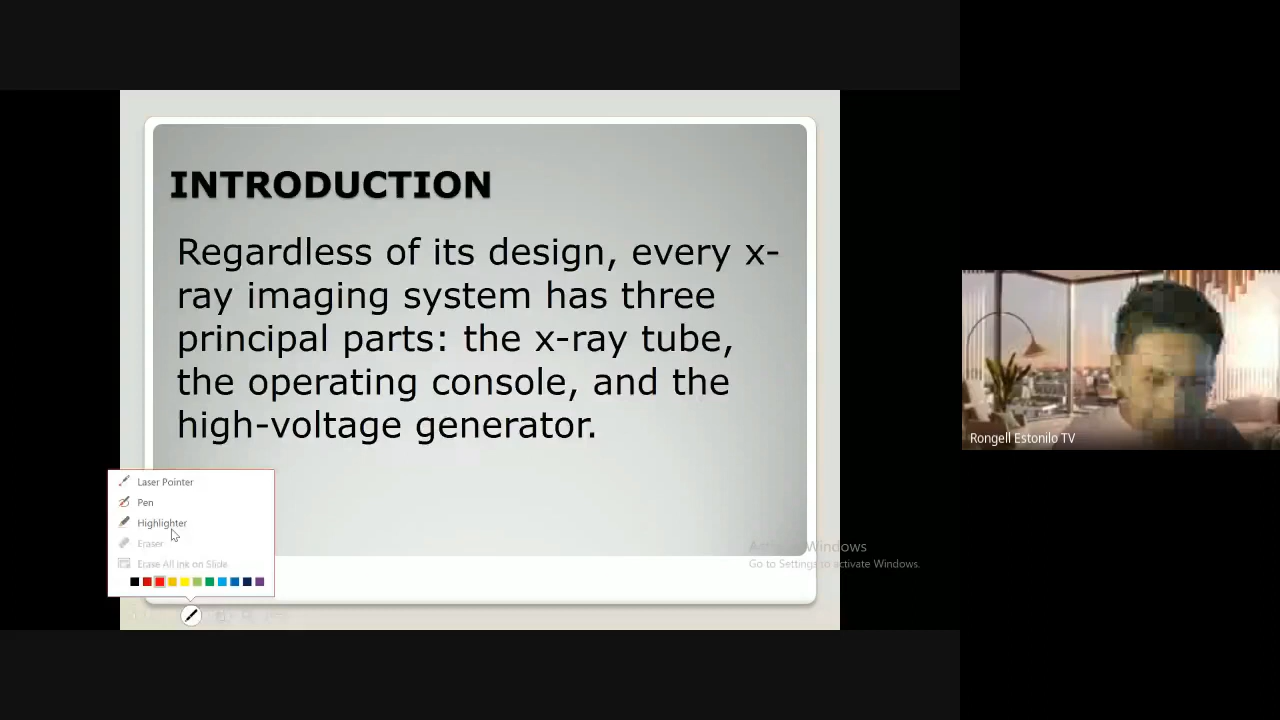 INTRODUCTION
Regardless of its design, every x-
ray imaging system has three
principal parts: the x-ray tube,
the operating console, and the
high-voltage generator.
Laser Pointer
Pen
Highlighter
Eraser
Erase All Ink on Slide
Activate Windows
Go to Settings to activate Windows.
Rongell Estonilo TV